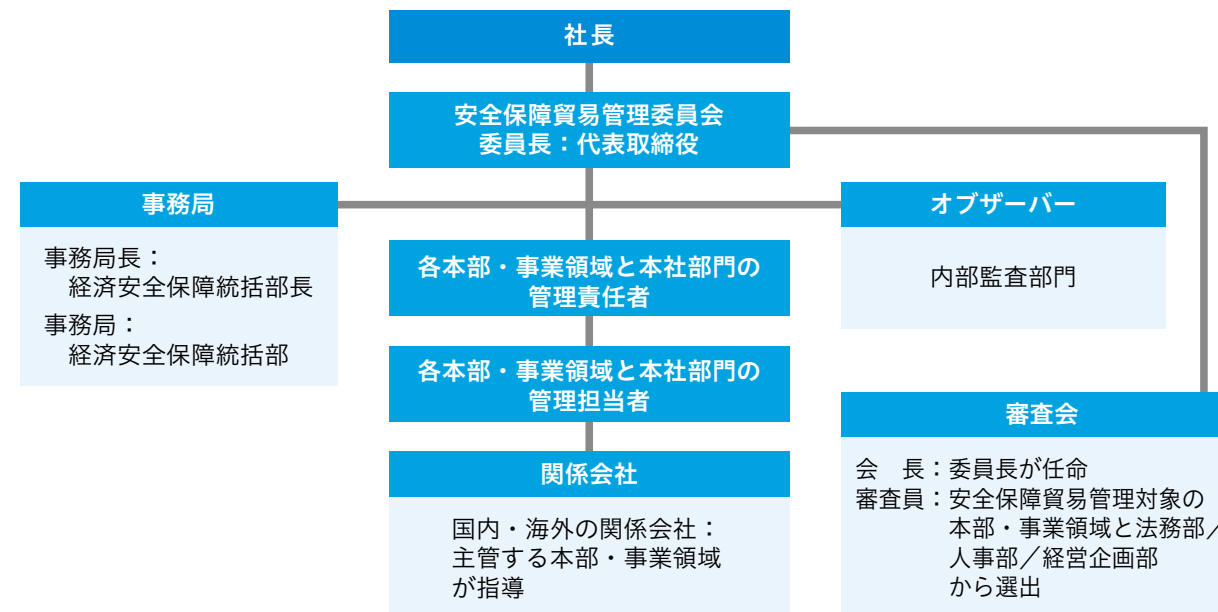 社長
安全保障貿易管理委員会
委員長：代表取締役
事務局
事務局長：
経済安全保障統括部長
事務局：
経済安全保障統括部
オブザーバー
内部監査部門
各本部・事業領域と本社部門の
管理責任者
各本部・事業領域と本社部門の
管理担当者
関係会社
国内・海外の関係会社：
主管する本部・事業領域
が指導
審査会
会　長：委員長が任命
審査員：安全保障貿易管理対象の
本部・事業領域と法務部／
人事部／経営企画部
から選出